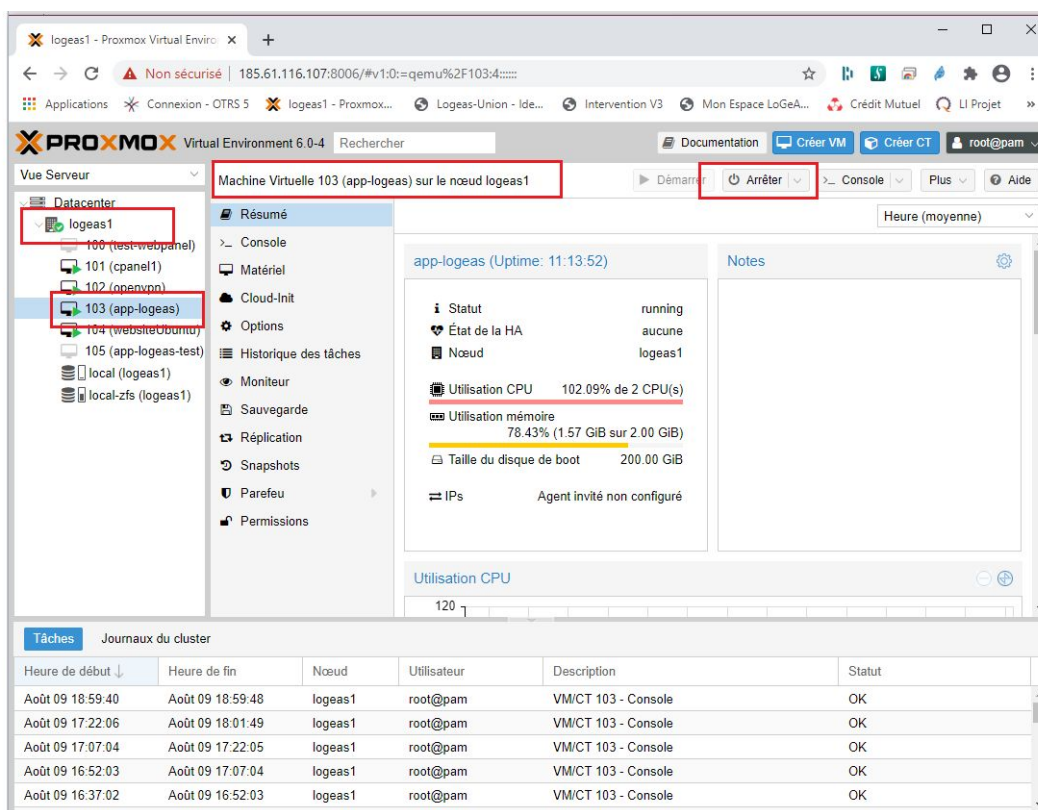 logeas1 - Proxmox Virtual Enviro
Non sécurisé | 185.61.116.107:8006/#v1:0:=qemu%2F103:4::::::
Applications Connexion - OTRS 5 logeas1 - Proxmox... Logeas-Union - Ide... Intervention V3 Mon Espace LoGeA... Crédit Mutuel LI Projet »
PROXMOX Virtual Environment 6.0-4 Rechercher Documentation Créer VM Créer CT root@pam
Vue Serveur
Machine Virtuelle 103 (app-logeas) sur le nœud logeas1 Démarrer Arrêter Console Plus Aide
Datacenter
logeas1
100 (test-webpanel)
101 (cpanel1)
102 (openvpn)
103 (app-logeas)
104 (websiteUbuntu)
105 (app-logeas-test)
local (logeas1)
local-zfs (logeas1)
Résumé
Console
Matériel
Cloud-Init
Options
Historique des tâches
Moniteur
Sauvegarde
Réplication
Snapshots
Parefeu
Permissions
Heure (moyenne)
app-logeas (Uptime: 11:13:52)
Statut running
État de la HA aucune
Nœud logeas1
Utilisation CPU 102.09% de 2 CPU(s)
Utilisation mémoire
78.43% (1.57 GiB sur 2.00 GiB)
Taille du disque de boot 200.00 GiB
IPs Agent invité non configuré
Notes
Utilisation CPU
120
Tâches Journaux du cluster
Heure de début Heure de fin Nœud Utilisateur Description Statut
Août 09 18:59:40 Août 09 18:59:48 logeas1 root@pam VM/CT 103 - Console OK
Août 09 17:22:06 Août 09 18:01:49 logeas1 root@pam VM/CT 103 - Console OK
Août 09 17:07:04 Août 09 17:22:05 logeas1 root@pam VM/CT 103 - Console OK
Août 09 16:52:03 Août 09 17:07:04 logeas1 root@pam VM/CT 103 - Console OK
Août 09 16:37:02 Août 09 16:52:03 logeas1 root@pam VM/CT 103 - Console OK